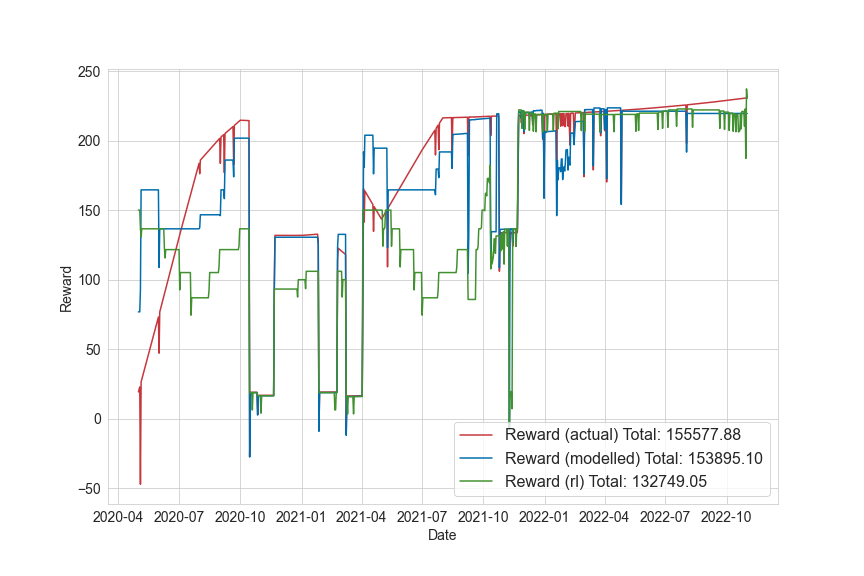 250
200
150
100
50
0
−50
Reward
2020-04 2020-07 2020-10 2021-01 2021-04 2021-07 2021-10 2022-01 2022-04 2022-07 2022-10
Date
Reward (actual) Total: 155577.88
Reward (modelled) Total: 153895.10
Reward (rl) Total: 132749.05